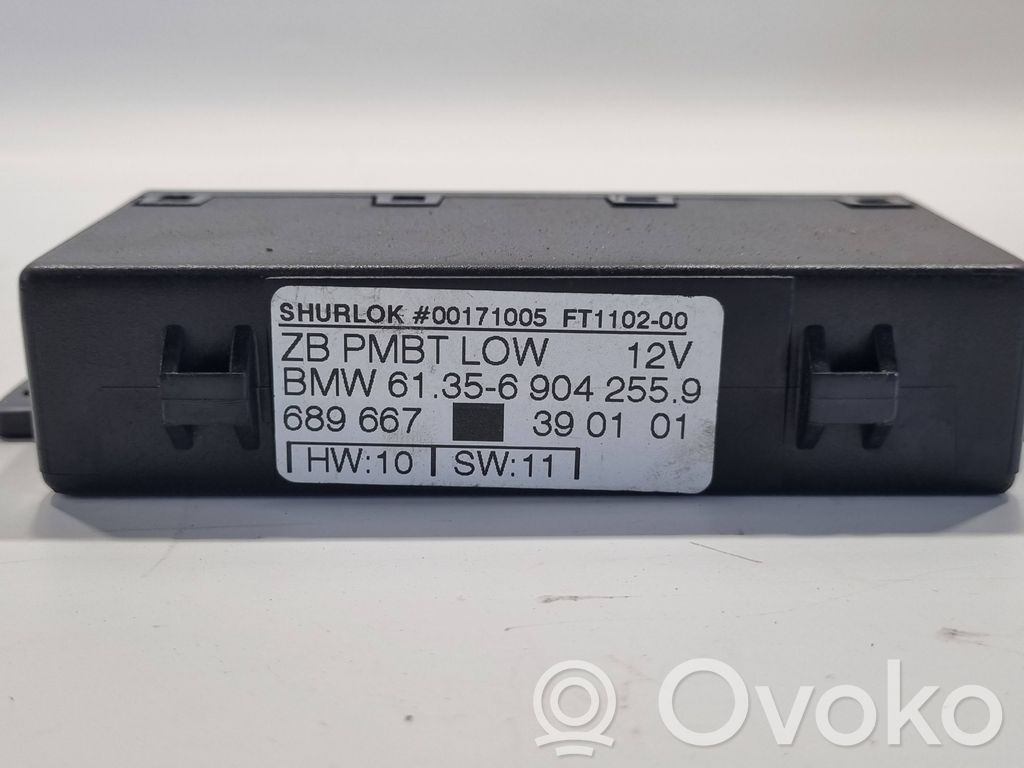 SHURLOK #00171005 FT1102-00
ZB PMBT LOW 12V
BMW 61.35-6 904 255.9
689 667 39 01 01
HW:10 SW:11
Ovoko